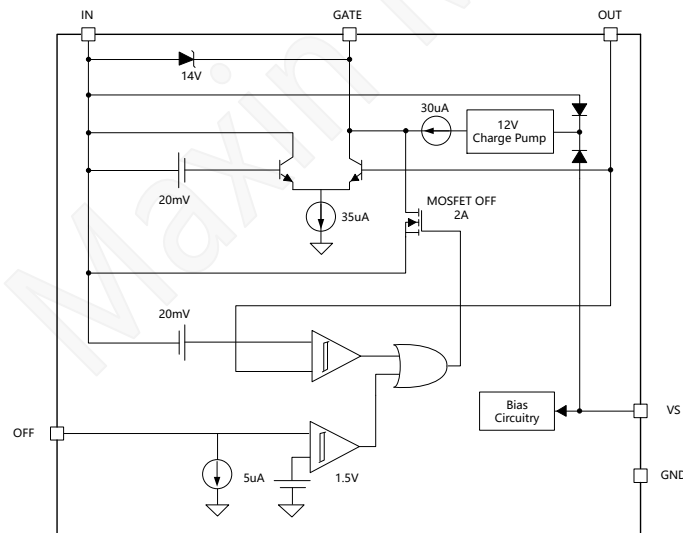 IN
GATE
OUT
14V
30uA
12V
Charge Pump
20mV
MOSFET OFF
2A
35uA
20mV
Bias
Circuitry
VS
OFF
GND
5uA
1.5V
Maxin